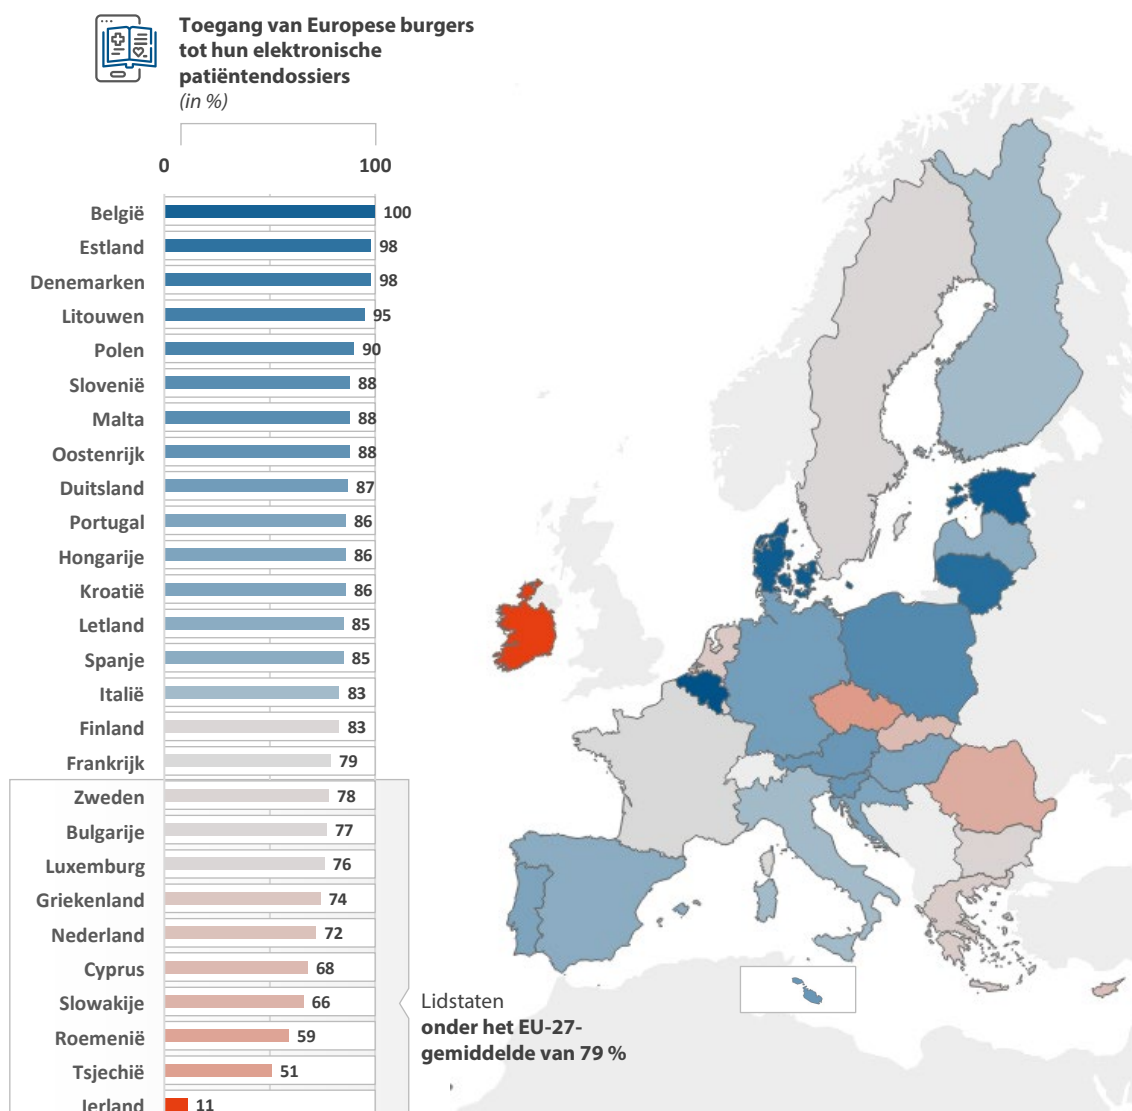 Toegang van Europese burgers
tot hun elektronische
patiëntendossiers
(in %)
0 100
België 100
Estland 98
Denemarken 98
Litouwen 95
Polen 90
Slovenië 88
Malta 88
Oostenrijk 88
Duitsland 87
Portugal 86
Hongarije 86
Kroatië 86
Letland 85
Spanje 85
Italië 83
Finland 83
Frankrijk 79
Zweden 78
Bulgarije 77
Luxemburg 76
Griekenland 74
Nederland 72
Cyprus 68
Slowakije 66
Roemenië 59
Tsjechië 51
Ierland 11
Lidstaten
onder het EU-27-
gemiddelde van 79 %